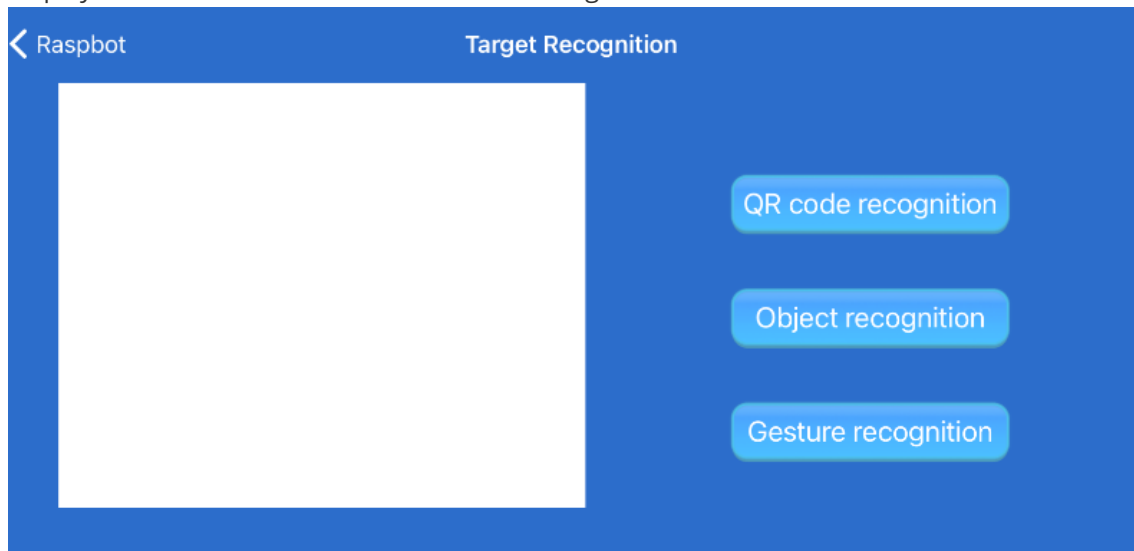 Raspbot
Target Recognition
QR code recognition
Object recognition
Gesture recognition